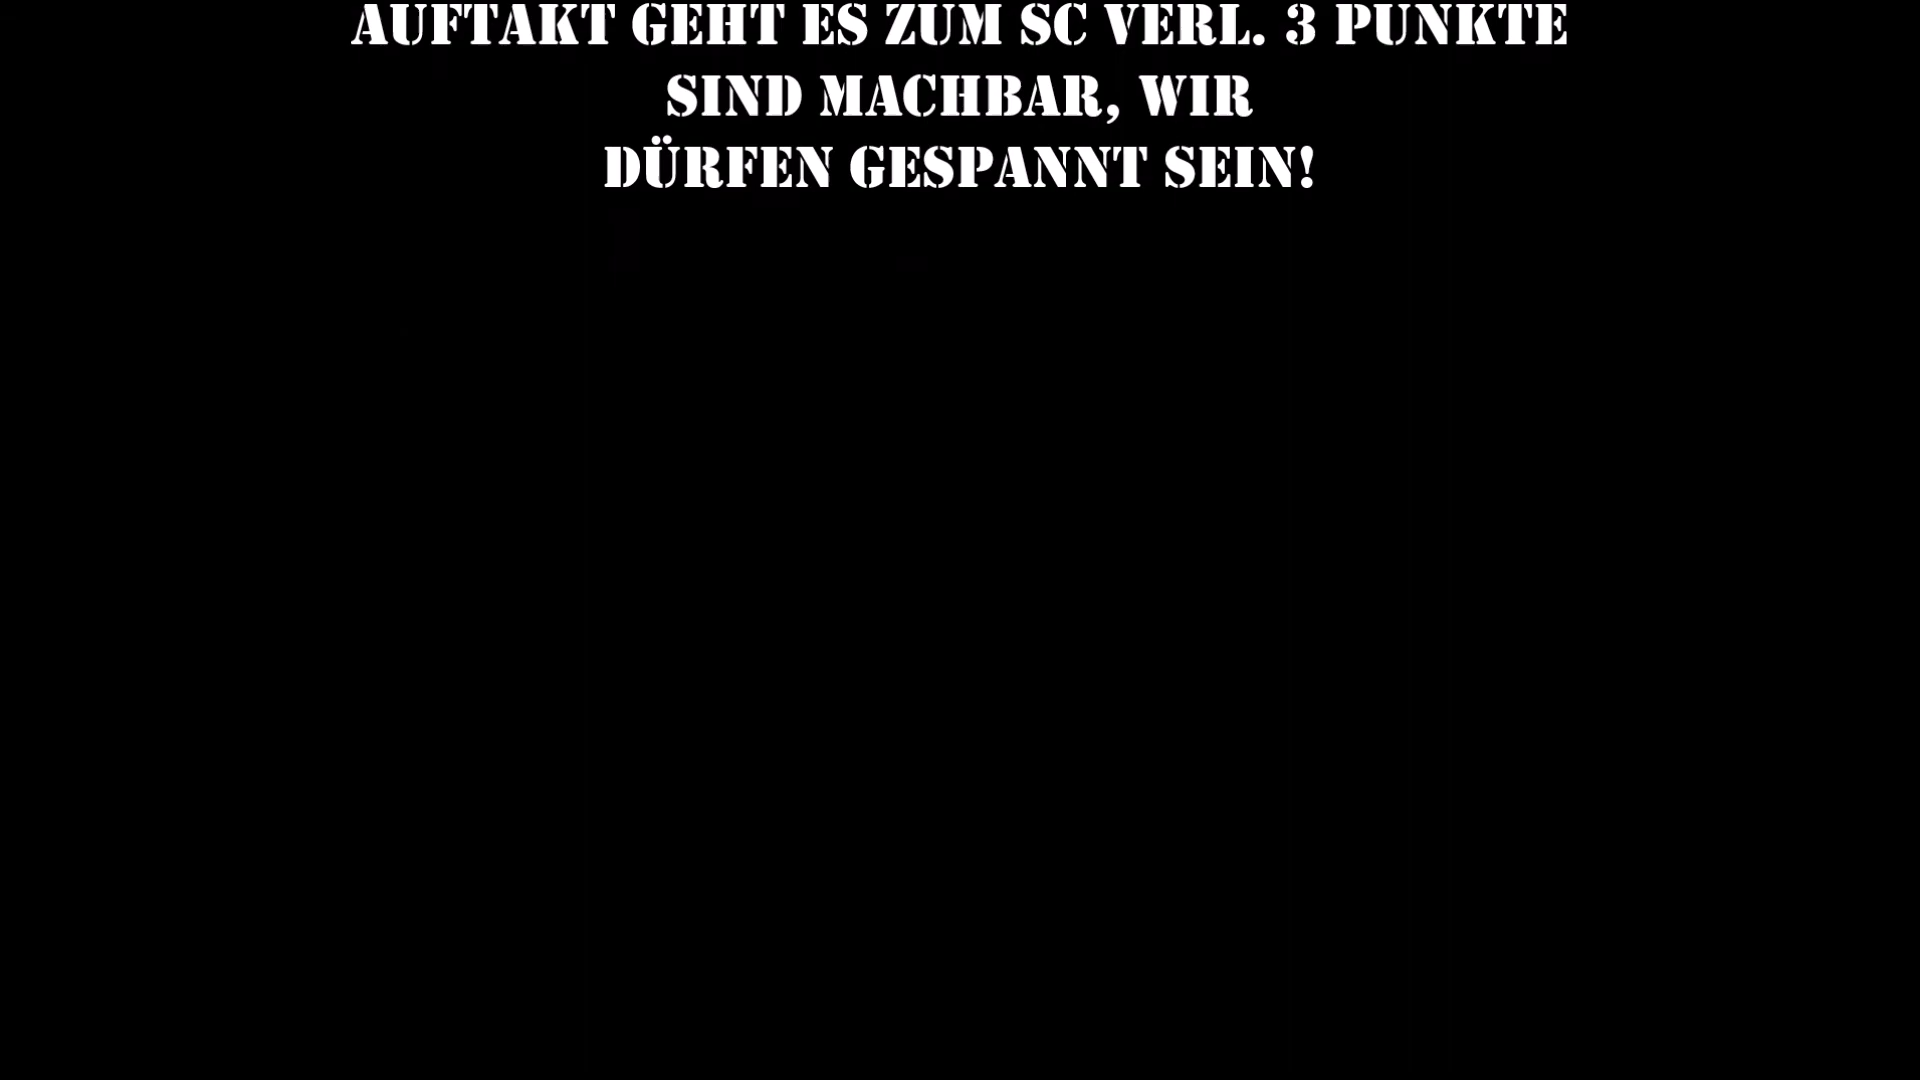 AUFTAKT GEHT ES ZUM SC VERL. 3 PUNKTE
SIND MACHBAR, WIR
DÜRFEN GESPANNT SEIN!